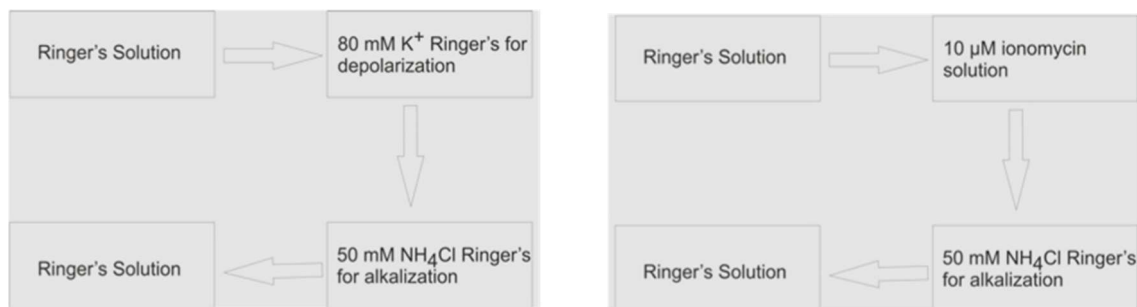 Ringer's Solution
80 mM K+ Ringer's for
depolarization
Ringer's Solution
50 mM NH4Cl Ringer's
for alkalization
Ringer's Solution
10 µM ionomycin
solution
Ringer's Solution
50 mM NH4Cl Ringer's
for alkalization